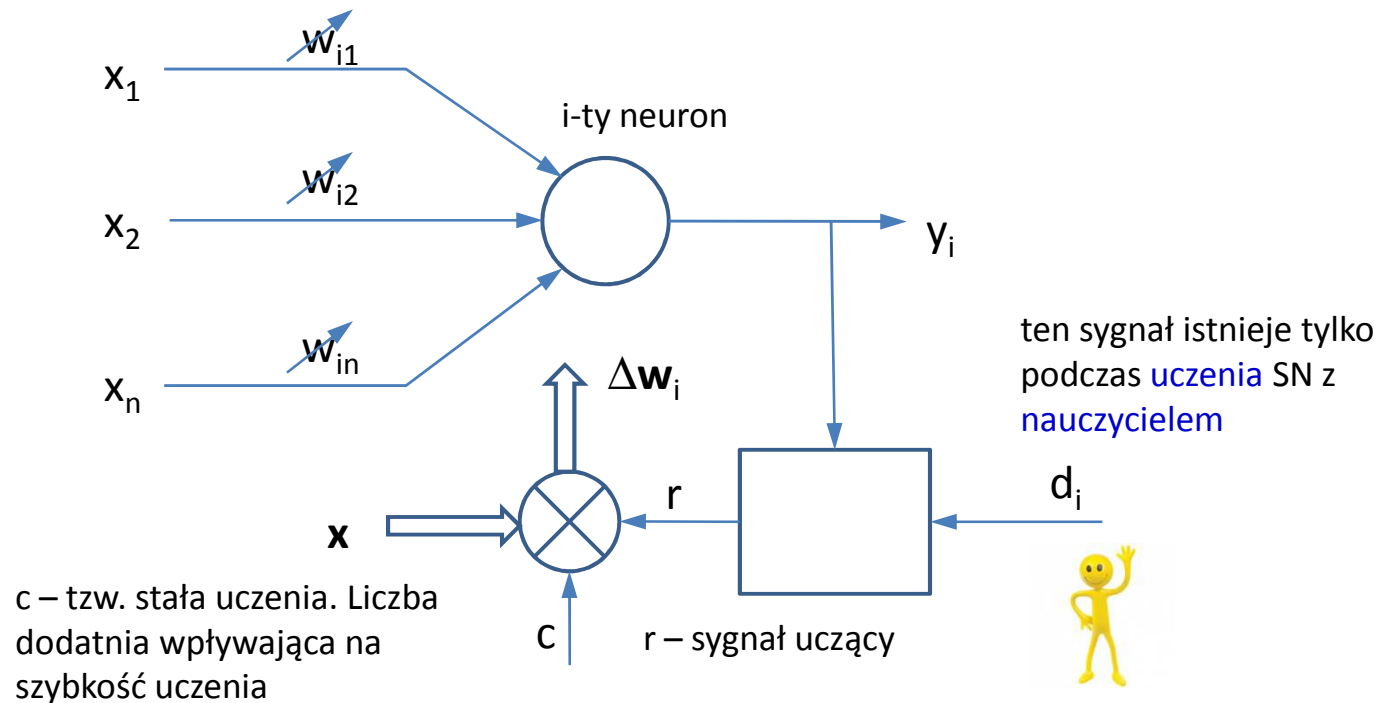 w_i1
x_1
i-ty neuron
w_i2
x_2
y_i
w_in
x_n
Δw_i
ten sygnał istnieje tylko
podczas uczenia SN z
nauczycielem
r
d_i
x
c – tzw. stała uczenia. Liczba
dodatnia wpływająca na
szybkość uczenia
c
r – sygnał uczący